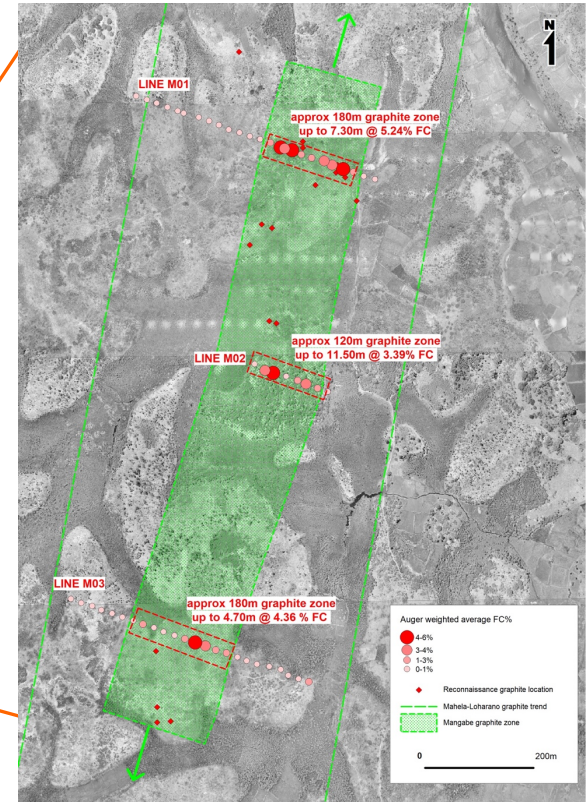 N
LINE M01
approx 180m graphite zone
up to 7.30m @ 5.24% FC
approx 120m graphite zone
up to 11.50m @ 3.39% FC
LINE M02
LINE M03
approx 180m graphite zone
up to 4.70m @ 4.36 % FC
Auger weighted average FC%
4-6%
3-4%
1-3%
0-1%
Reconnaissance graphite location
Mahela-Loharano graphite trend
Mangabe graphite zone
0 200m